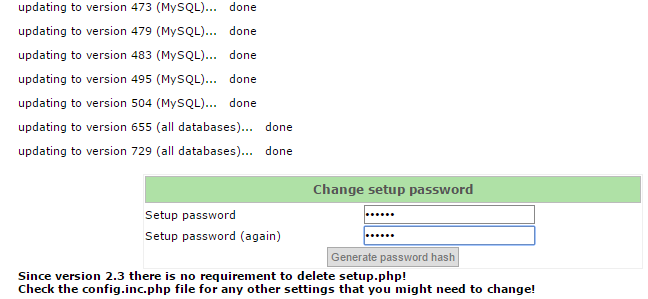 updating to version 473 (MySQL)... done
updating to version 479 (MySQL)... done
updating to version 483 (MySQL)... done
updating to version 495 (MySQL)... done
updating to version 504 (MySQL)... done
updating to version 655 (all databases)... done
updating to version 729 (all databases)... done
Change setup password
Setup password ••••••
Setup password (again) ••••••
Generate password hash
Since version 2.3 there is no requirement to delete setup.php!
Check the config.inc.php file for any other settings that you might need to change!